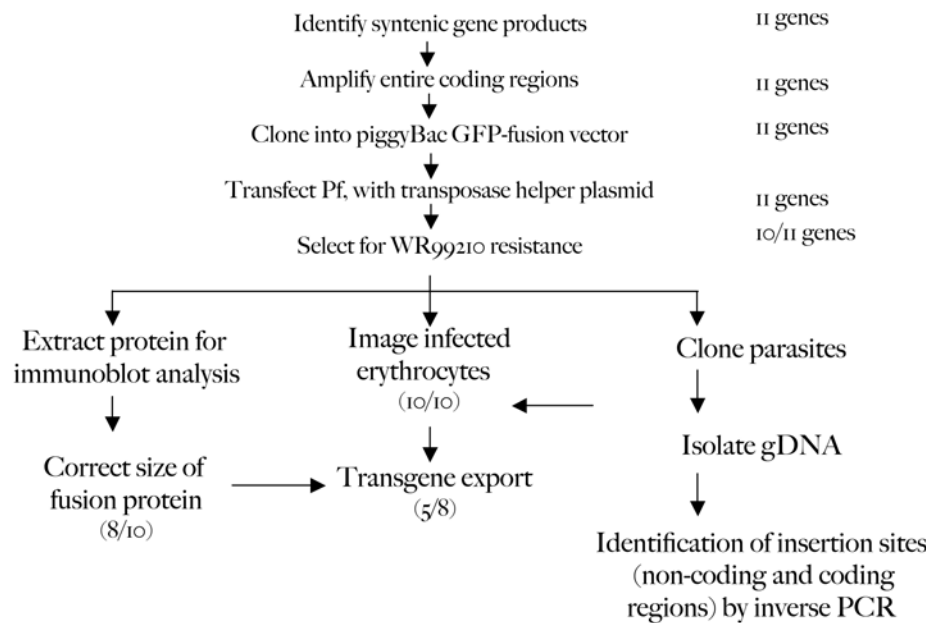 Identify syntenic gene products
11 genes
Amplify entire coding regions
11 genes
Clone into piggyBac GFP-fusion vector
11 genes
Transfect Pf, with transposase helper plasmid
11 genes
10/11 genes
Select for WR99210 resistance
Extract protein for
immunoblot analysis
Correct size of
fusion protein
(8/10)
Image infected
erythrocytes
(10/10)
Transgene export
(5/8)
Clone parasites
Isolate gDNA
Identification of insertion sites
(non-coding and coding
regions) by inverse PCR